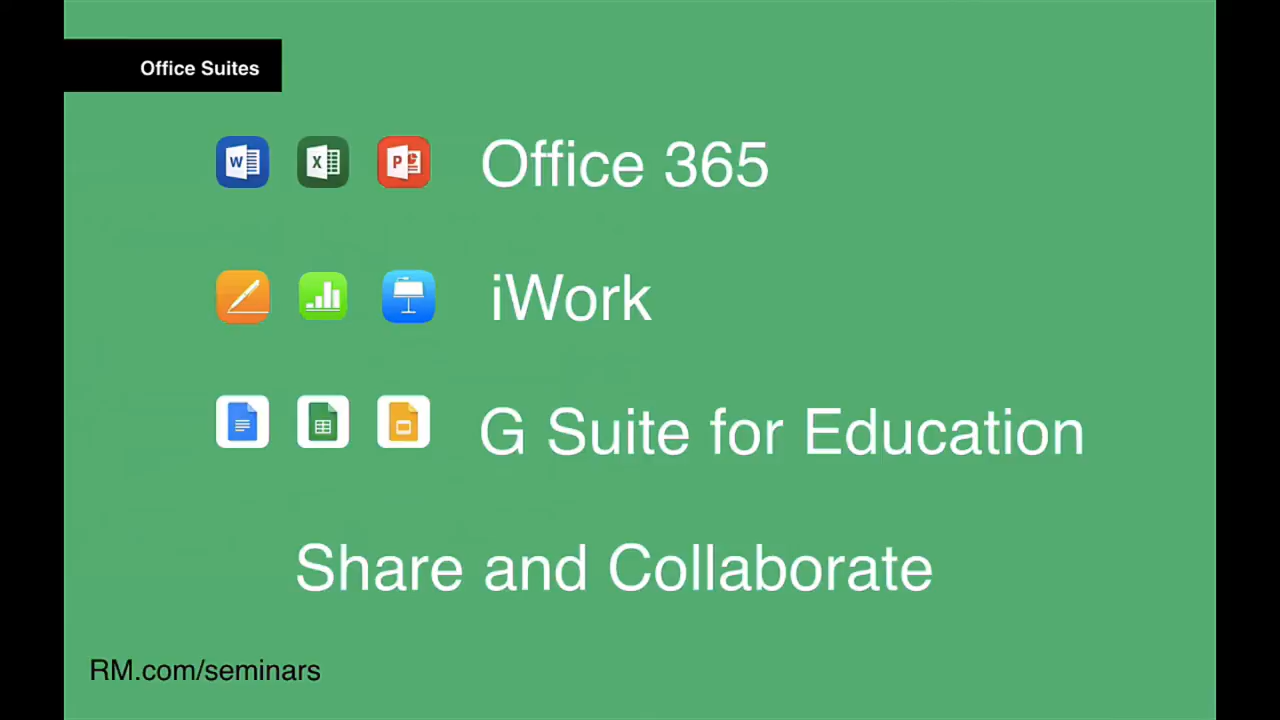 Office Suites
W X P Office 365
iWork
G Suite for Education
Share and Collaborate
RM.com/seminars